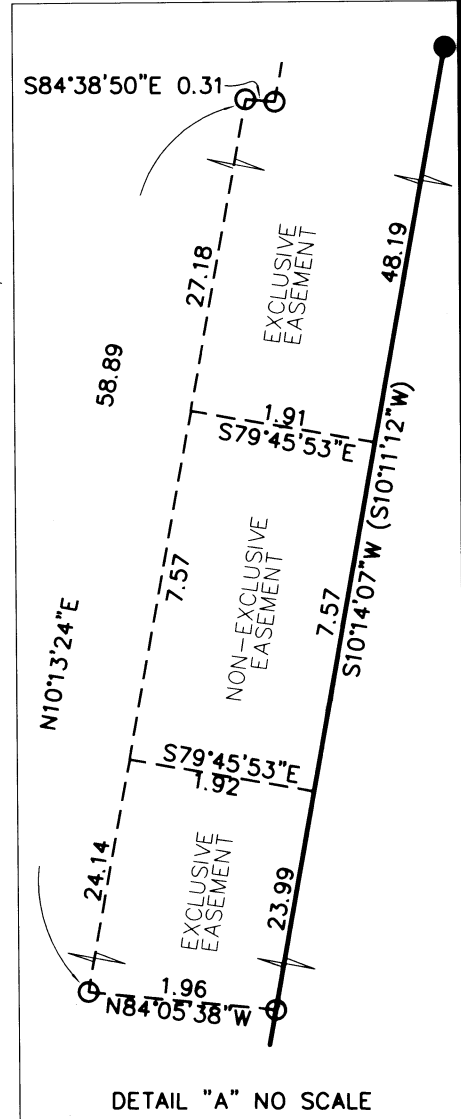 S84°38'50"E 0.31
27.18
58.89
EXCLUSIVE
EASEMENT
48.19
1.91
S79°45'53"E
7.57
N10°13'24"E
NON-EXCLUSIVE
EASEMENT
7.57
S10°14'07"W (S10°11'12"W)
S79°45'53"E
1.92
24.14
EXCLUSIVE
EASEMENT
23.99
1.96
N84°05'38"W
DETAIL "A" NO SCALE